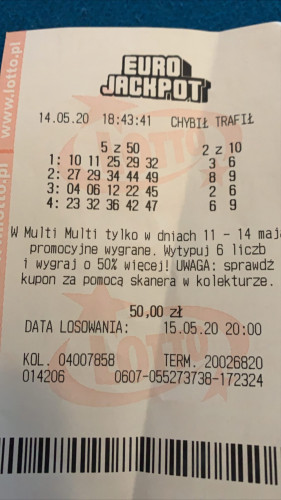 www.lotto.pl
EURO
JACKPOT
14.05.20 18:43:41 CHYBIŁ TRAFIŁ
5 z 50 2 z 10
1: 10 11 25 29 32 3 6
2: 27 29 34 44 49 8 9
3: 04 06 12 22 45 2 6
4: 23 32 36 42 47 6 9
W Multi Multi tylko w dniach 11 - 14 maj
promocyjne wygrane. Wytypuj 6 liczb
i wygraj o 50% więcej! UWAGA: sprawdź
kupon za pomocą skanera w kolekturze.
50,00 zł
DATA LOSOWANIA: 15.05.20 20:00
KOL. 04007858 TERM. 20026820
014206 0607-055273738-172324
LOTTO
LOTTO